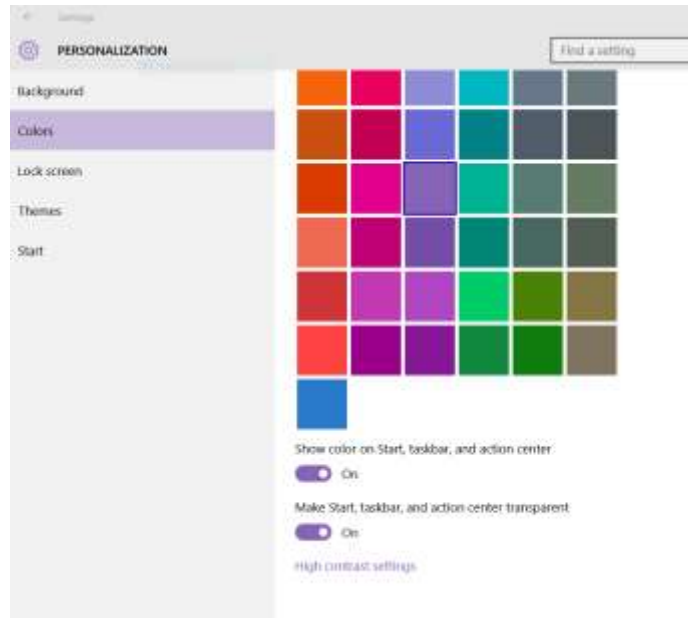 Settings
PERSONALIZATION
Find a setting
Background
Colors
Lock screen
Themes
Start
Show color on Start, taskbar, and action center
On
Make Start, taskbar, and action center transparent
On
High contrast settings